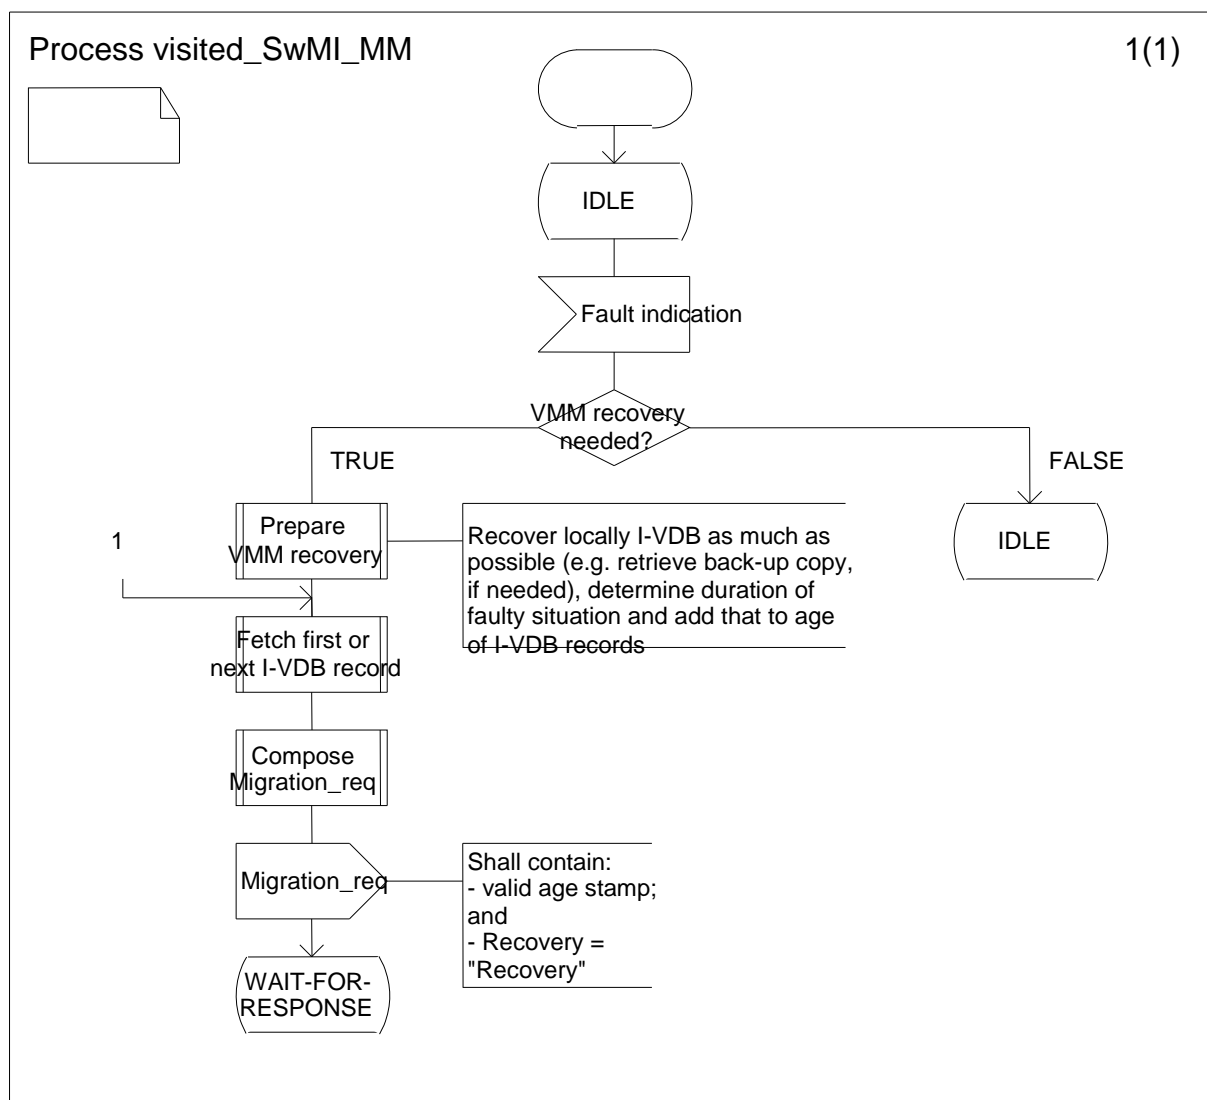 Process visited_SwMI_MM
1(1)
IDLE
Fault indication
VMM recovery
needed?
TRUE
FALSE
Prepare
VMM recovery
Recover locally I-VDB as much as
possible (e.g. retrieve back-up copy,
if needed), determine duration of
faulty situation and add that to age
of I-VDB records
IDLE
1
Fetch first or
next I-VDB record
Compose
Migration_req
Migration_req
Shall contain:
- valid age stamp;
and
- Recovery =
"Recovery"
WAIT-FOR-
RESPONSE